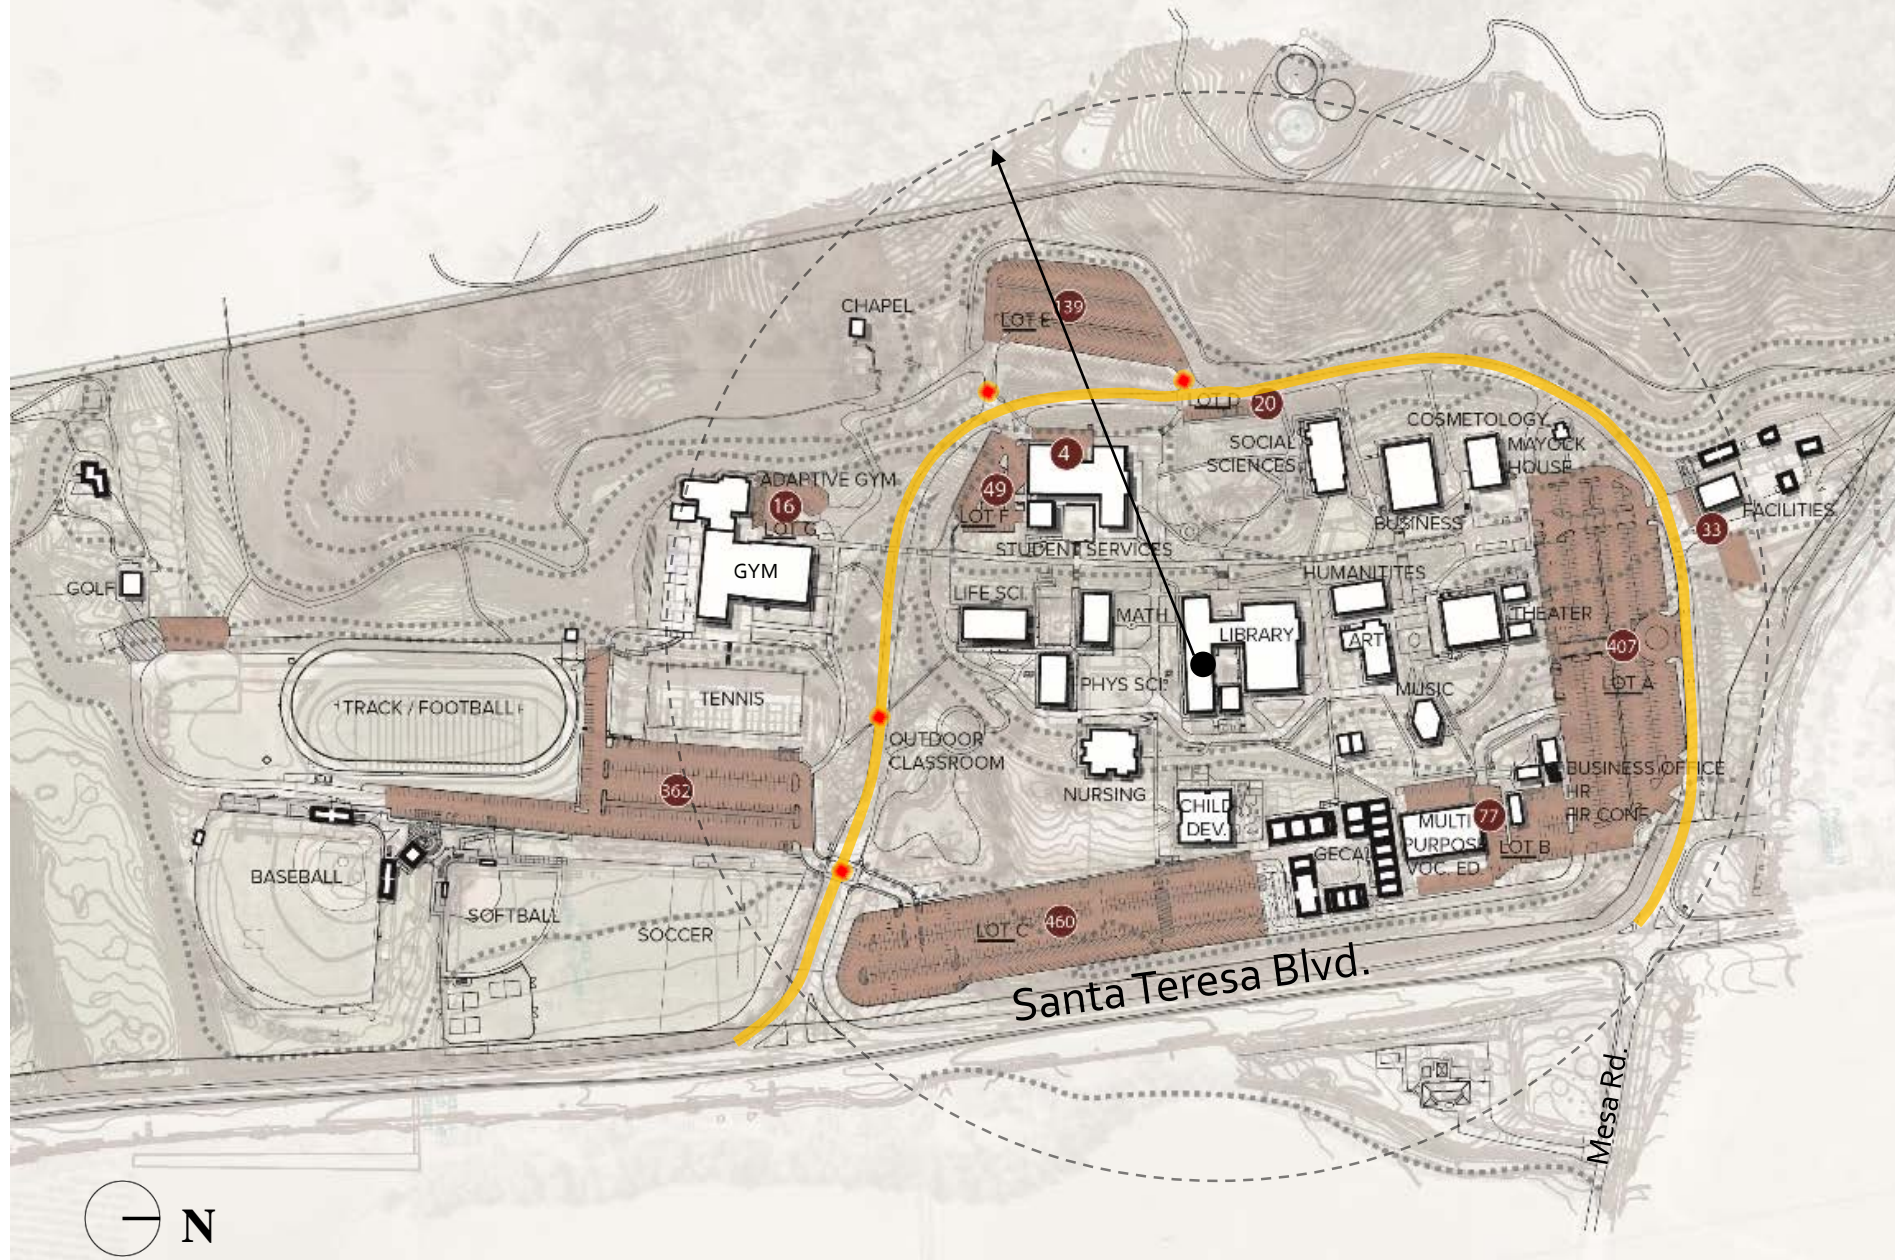 CHAPEL
LOT E
139
LOT D
20
COSMETOLOGY
MAYOCK
HOUSE
SOCIAL
SCIENCES
4
49
LOT F
ADAPTIVE GYM
16
LOT G
BUSINESS
FACILITIES
33
STUDENT SERVICES
GYM
GOLF
LIFE SCI.
MATH
HUMANITITES
LIBRARY
ART
THEATER
407
LOT A
PHYS SCI.
MUSIC
TENNIS
TRACK / FOOTBALL
OUTDOOR
CLASSROOM
362
NURSING
CHILD
DEV.
BUSINESS OFFICE
HR
HR CONF.
77
MULTI
PURPOSE
VOC. ED
LOT B
BASEBALL
SOFTBALL
SOCCER
LOT C
460
Santa Teresa Blvd.
Mesa Rd.
N